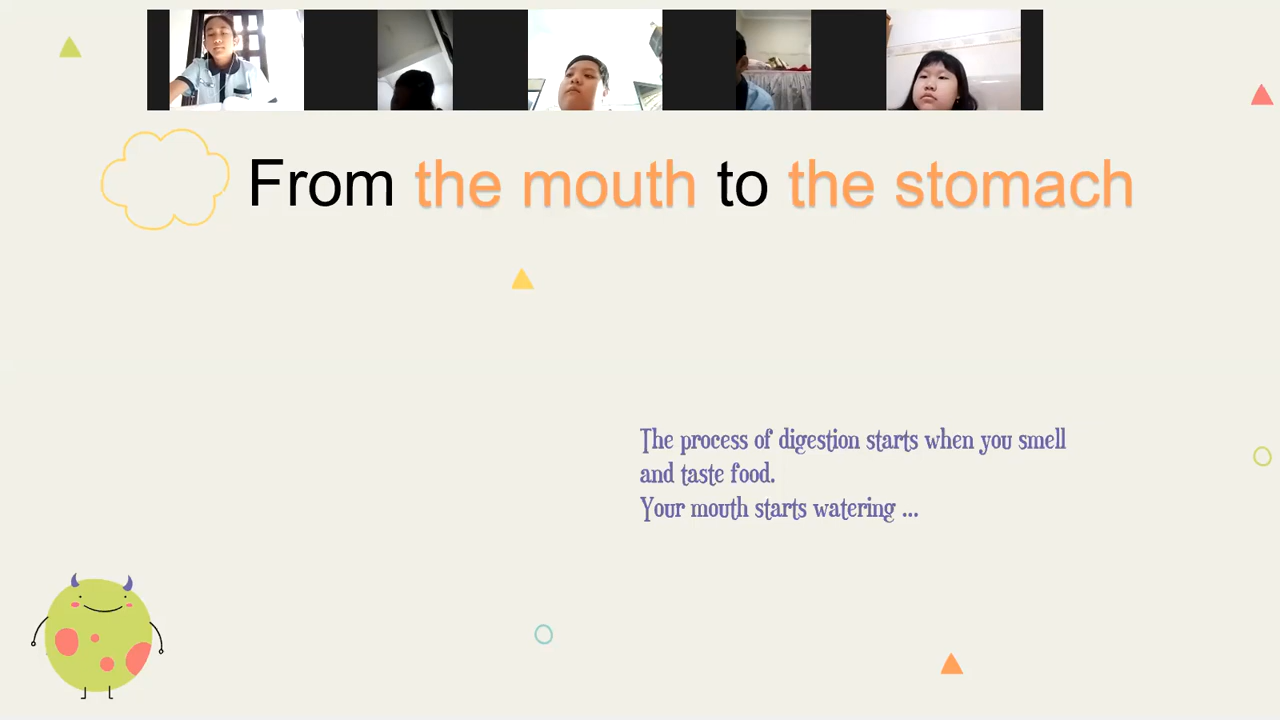 From the mouth to the stomach
The process of digestion starts when you smell
and taste food.
Your mouth starts watering ...